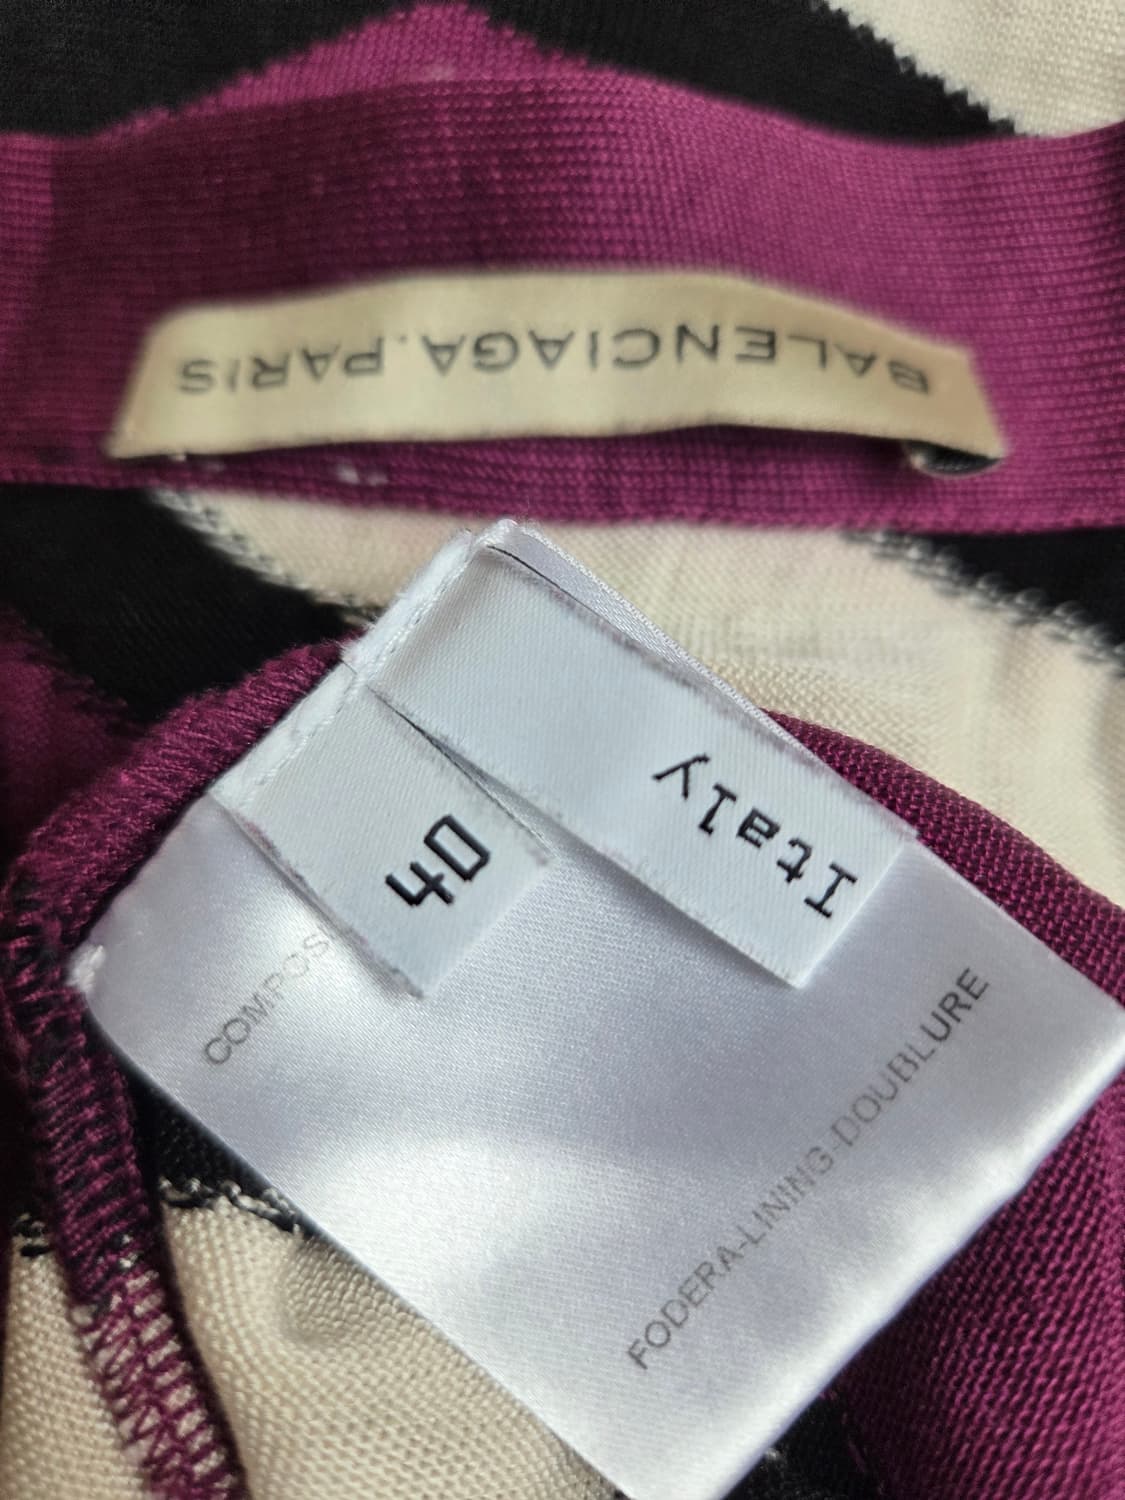 BALENCIAGA.PARIS
Italy
40
COMPOS
FODERA-LINING-DOUBLURE